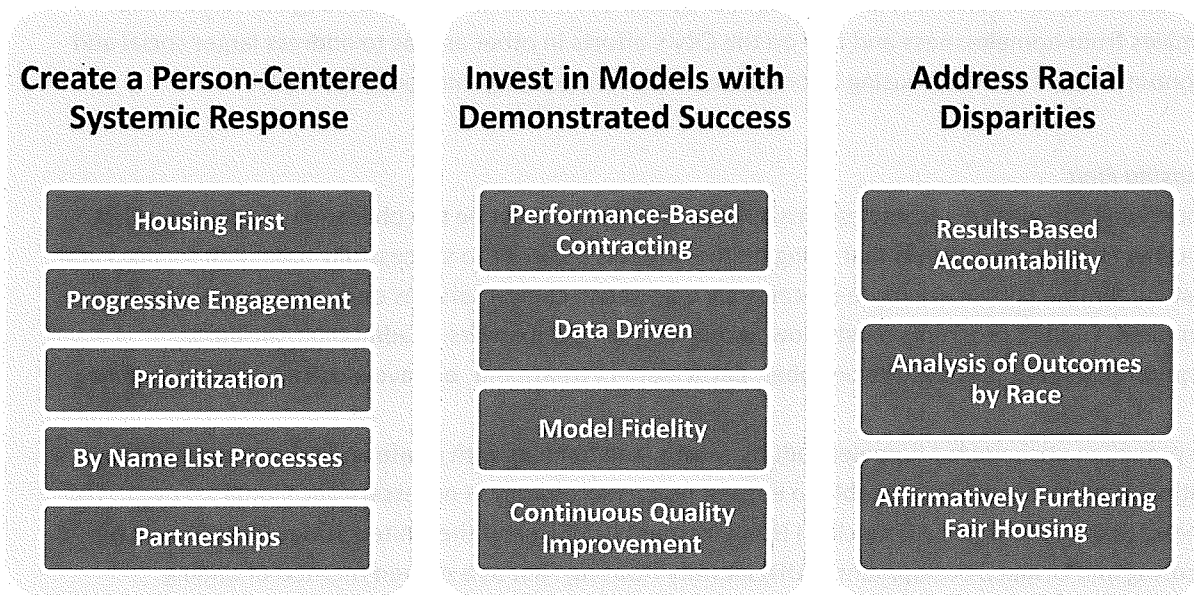 Create a Person-Centered
Systemic Response
Housing First
Progressive Engagement
Prioritization
By Name List Processes
Partnerships
Invest in Models with
Demonstrated Success
Performance-Based
Contracting
Data Driven
Model Fidelity
Continuous Quality
Improvement
Address Racial
Disparities
Results-Based
Accountability
Analysis of Outcomes
by Race
Affirmatively Furthering
Fair Housing